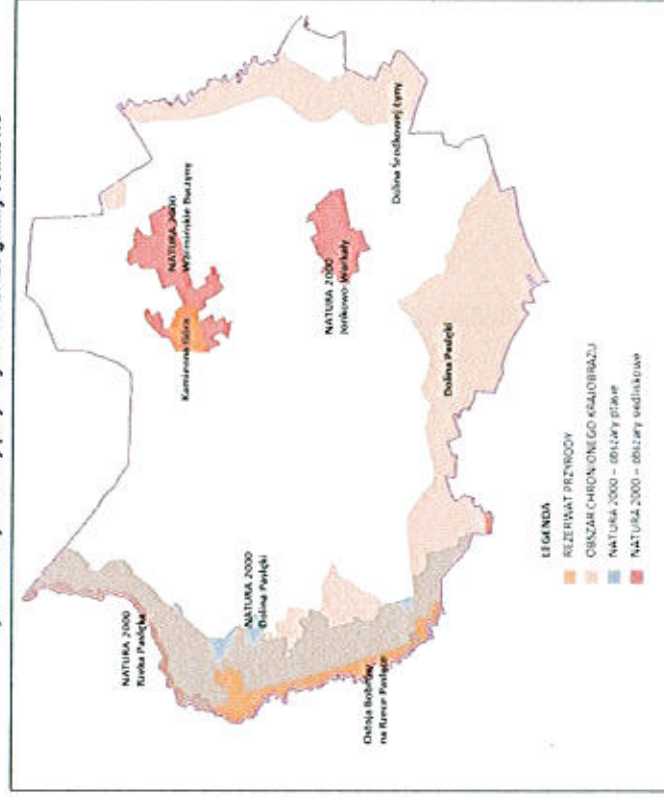 NATURA 2000
Rzeka Pasłęka
NATURA 2000
Dolina Pasłęki
Ostoja Bobrów
na Rzece Pasłęce
Kamienna Góra
NATURA 2000
Warmińskie Buczyny
NATURA 2000
Jonkowo-Warkały
Dolina Pasłęki
Dolina Środkowej Łyny
LEGENDA
REZERWAT PRZYRODY
OBSZAR CHRONIONEGO KRAJOBRAZU
NATURA 2000 – obszary ptasie
NATURA 2000 – obszary siedliskowe